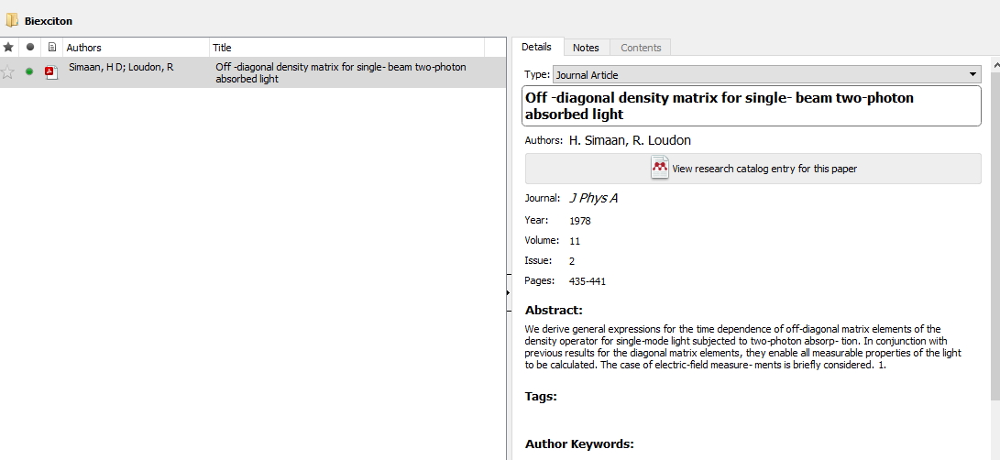 Biexciton
Authors
Title
Simaan, H D; Loudon, R
Off -diagonal density matrix for single- beam two-photon
absorbed light
Details
Notes
Contents
Type:
Journal Article
Off -diagonal density matrix for single- beam two-photon
absorbed light
Authors: H. Simaan, R. Loudon
View research catalog entry for this paper
Journal: J Phys A
Year: 1978
Volume: 11
Issue: 2
Pages: 435-441
Abstract:
We derive general expressions for the time dependence of off-diagonal matrix elements of the
density operator for single-mode light subjected to two-photon absorp- tion. In conjunction with
previous results for the diagonal matrix elements, they enable all measurable properties of the light
to be calculated. The case of electric-field measure- ments is briefly considered. 1.
Tags:
Author Keywords: